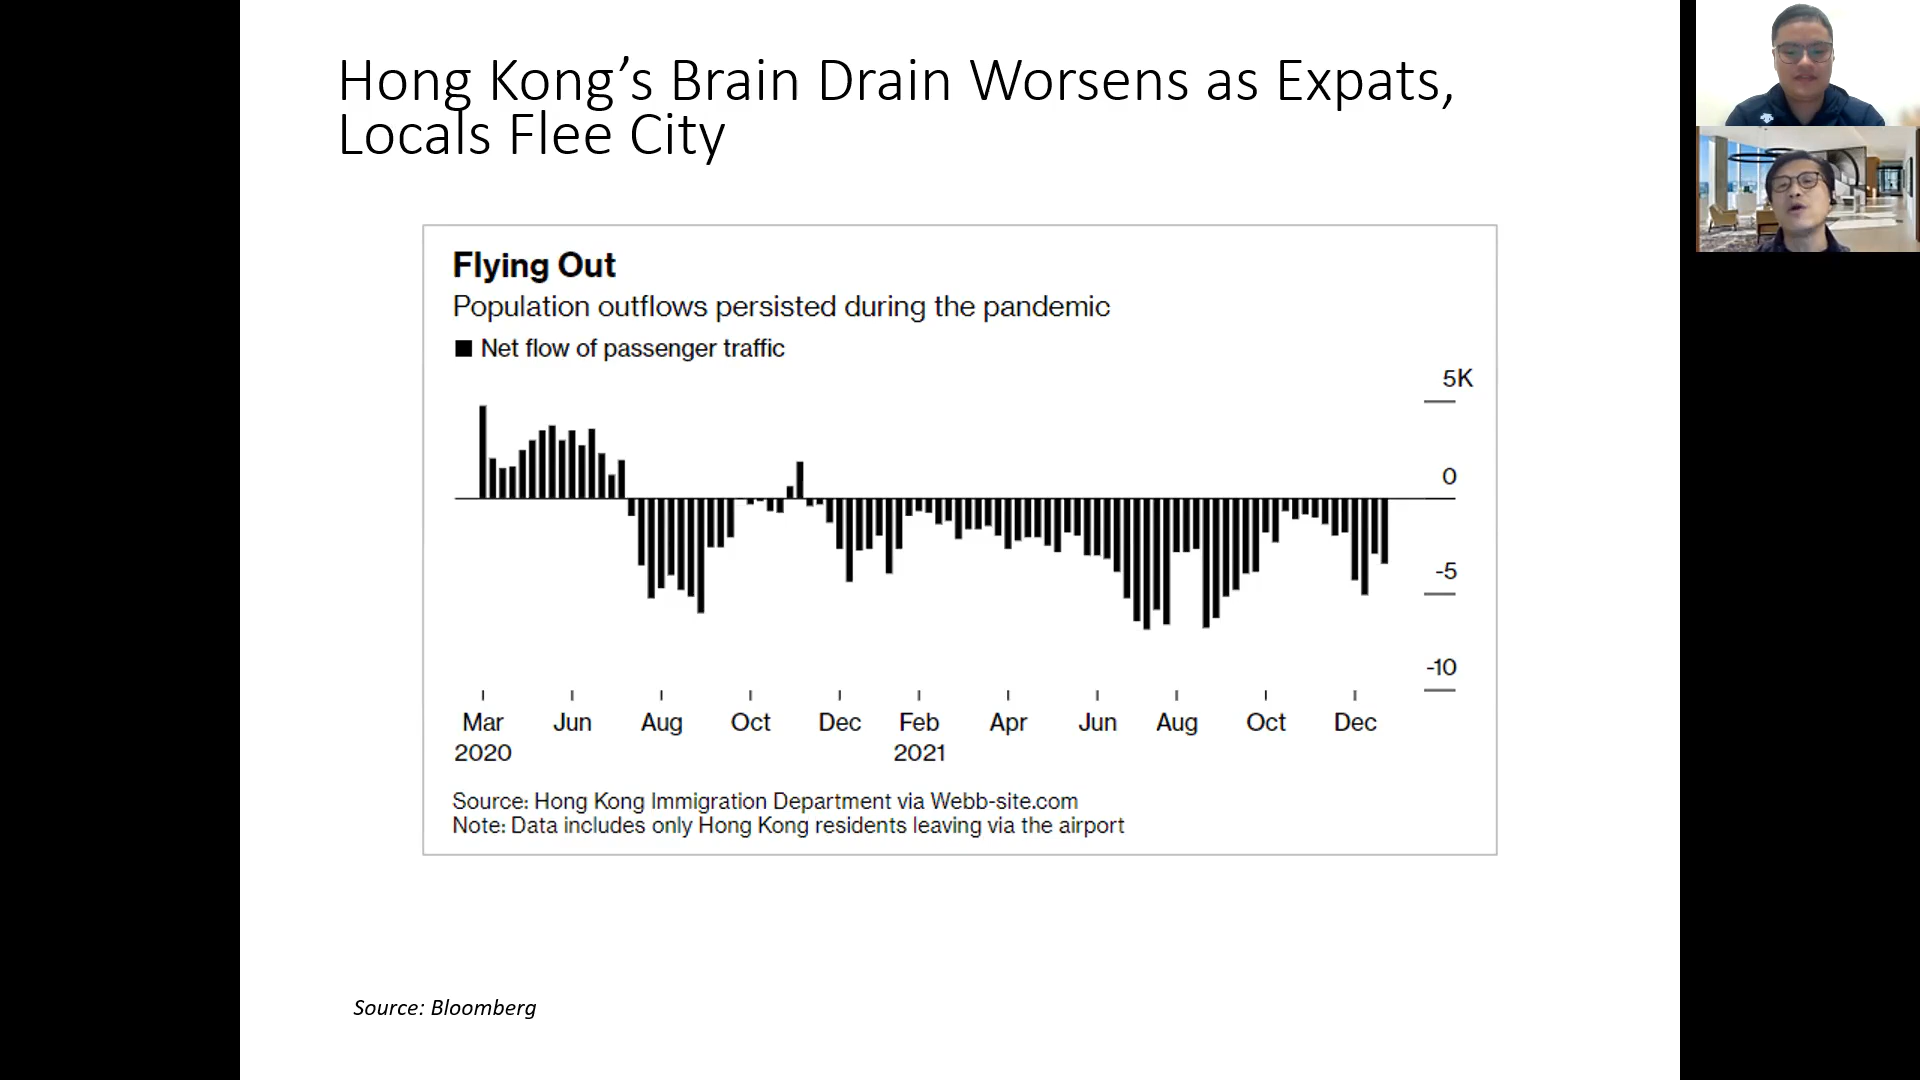 Hong Kong’s Brain Drain Worsens as Expats,
Locals Flee City
Flying Out
Population outflows persisted during the pandemic
Net flow of passenger traffic
5K
0
-5
-10
Mar Jun Aug Oct Dec Feb Apr Jun Aug Oct Dec
2020 2021
Source: Hong Kong Immigration Department via Webb-site.com
Note: Data includes only Hong Kong residents leaving via the airport
Source: Bloomberg